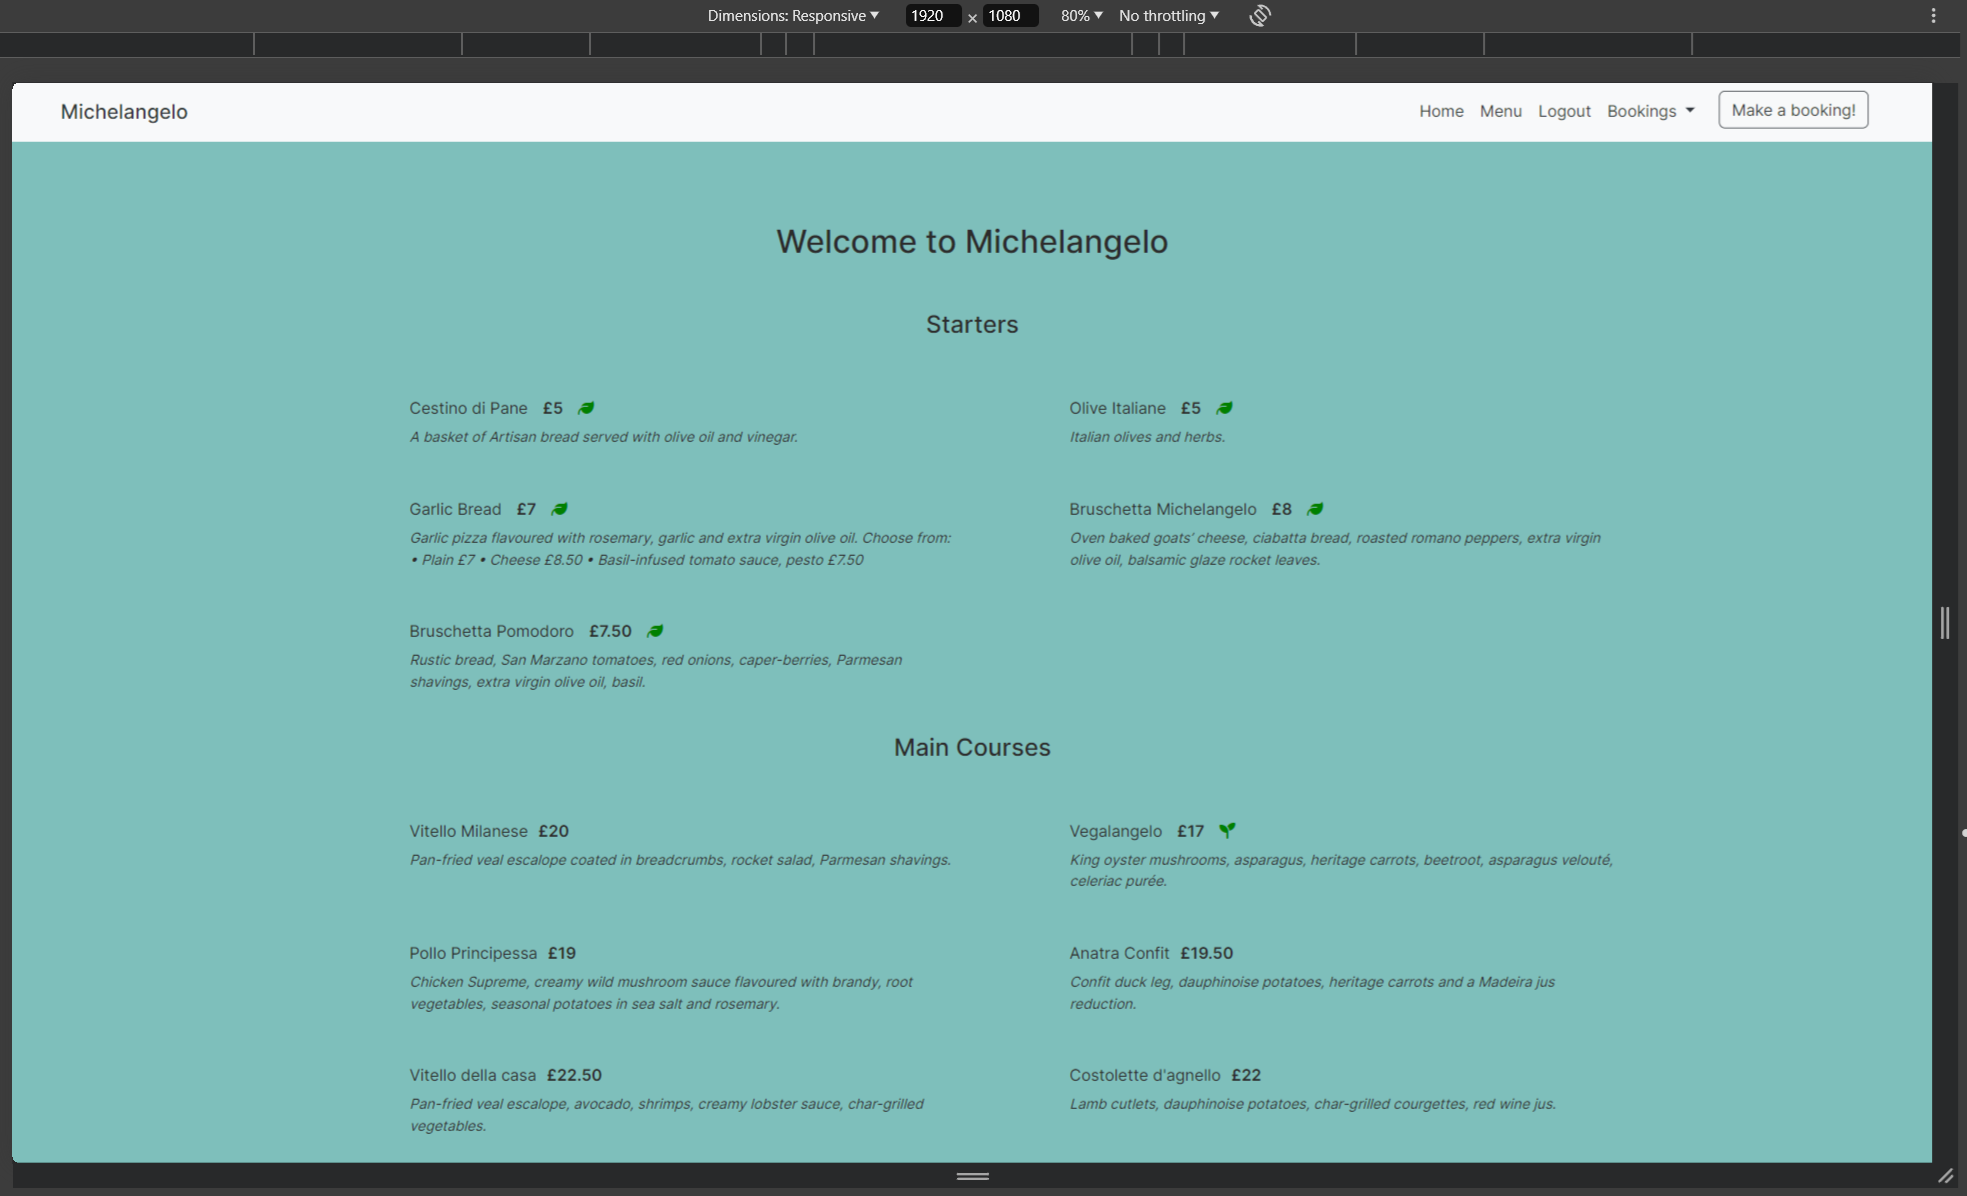 Dimensions: Responsive 1920 × 1080 80% No throttling
Michelangelo
Home Menu Logout Bookings Make a booking!
Welcome to Michelangelo
Starters
Cestino di Pane £5
A basket of Artisan bread served with olive oil and vinegar.
Olive Italiane £5
Italian olives and herbs.
Garlic Bread £7
Garlic pizza flavoured with rosemary, garlic and extra virgin olive oil. Choose from:
• Plain £7 • Cheese £8.50 • Basil-infused tomato sauce, pesto £7.50
Bruschetta Michelangelo £8
Oven baked goats’ cheese, ciabatta bread, roasted romano peppers, extra virgin
olive oil, balsamic glaze rocket leaves.
Bruschetta Pomodoro £7.50
Rustic bread, San Marzano tomatoes, red onions, caper-berries, Parmesan
shavings, extra virgin olive oil, basil.
Main Courses
Vitello Milanese £20
Pan-fried veal escalope coated in breadcrumbs, rocket salad, Parmesan shavings.
Vegalangelo £17
King oyster mushrooms, asparagus, heritage carrots, beetroot, asparagus velouté,
celeriac purée.
Pollo Principessa £19
Chicken Supreme, creamy wild mushroom sauce flavoured with brandy, root
vegetables, seasonal potatoes in sea salt and rosemary.
Anatra Confit £19.50
Confit duck leg, dauphinoise potatoes, heritage carrots and a Madeira jus
reduction.
Vitello della casa £22.50
Pan-fried veal escalope, avocado, shrimps, creamy lobster sauce, char-grilled
vegetables.
Costolette d'agnello £22
Lamb cutlets, dauphinoise potatoes, char-grilled courgettes, red wine jus.